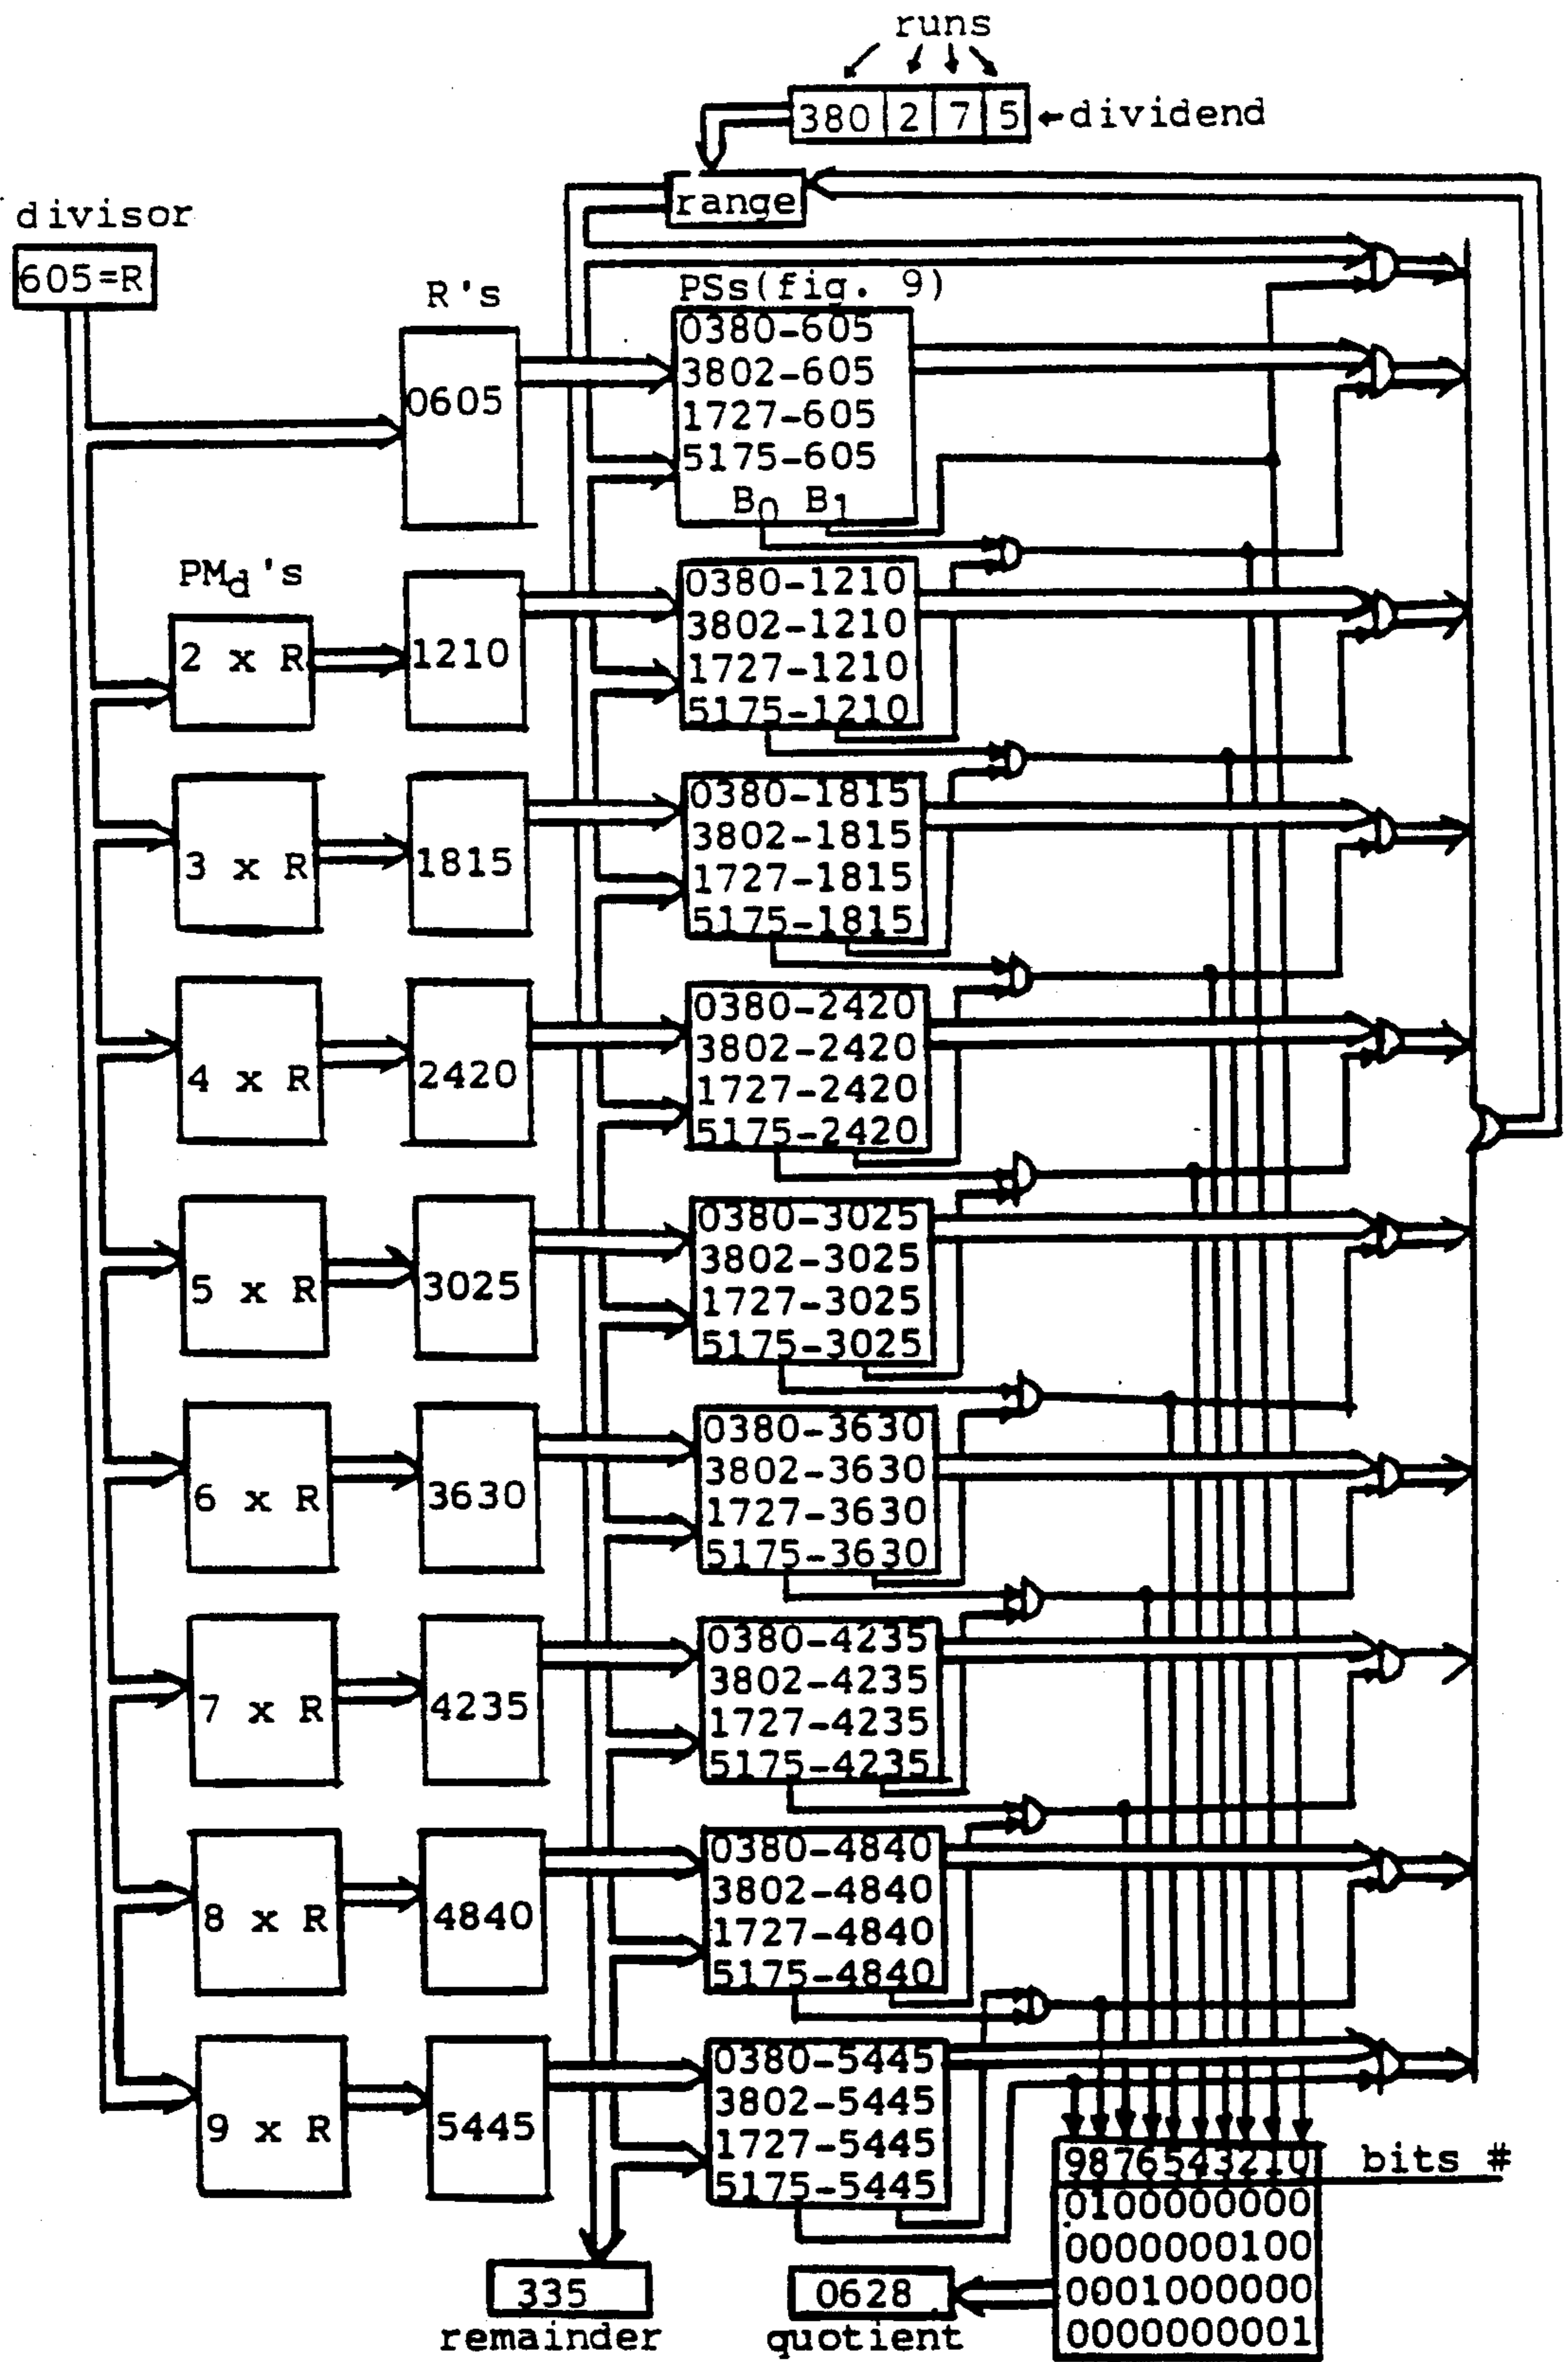 runs
380 2 7 5 ←dividend
range
divisor
605=R
R's
PSs(fig. 9)
0605
0380-605
3802-605
1727-605
5175-605
B0 B1
PMd's
2 x R
1210
0380-1210
3802-1210
1727-1210
5175-1210
3 x R
1815
0380-1815
3802-1815
1727-1815
5175-1815
4 x R
2420
0380-2420
3802-2420
1727-2420
5175-2420
5 x R
3025
0380-3025
3802-3025
1727-3025
5175-3025
6 x R
3630
0380-3630
3802-3630
1727-3630
5175-3630
7 x R
4235
0380-4235
3802-4235
1727-4235
5175-4235
8 x R
4840
0380-4840
3802-4840
1727-4840
5175-4840
9 x R
5445
0380-5445
3802-5445
1727-5445
5175-5445
9876543210 bits #
0100000000
0000000100
0001000000
0000000001
335
remainder
0628
quotient